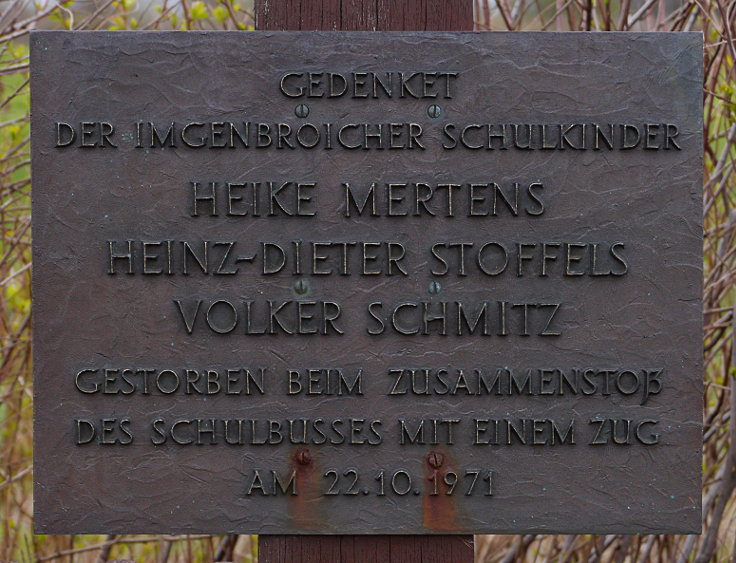 GEDENKET
DER IMGENBROICHER SCHULKINDER
HEIKE MERTENS
HEINZ-DIETER STOFFELS
VOLKER SCHMITZ
GESTORBEN BEIM ZUSAMMENSTOẞ
DES SCHULBUSSES MIT EINEM ZUG
AM 22.10.1971